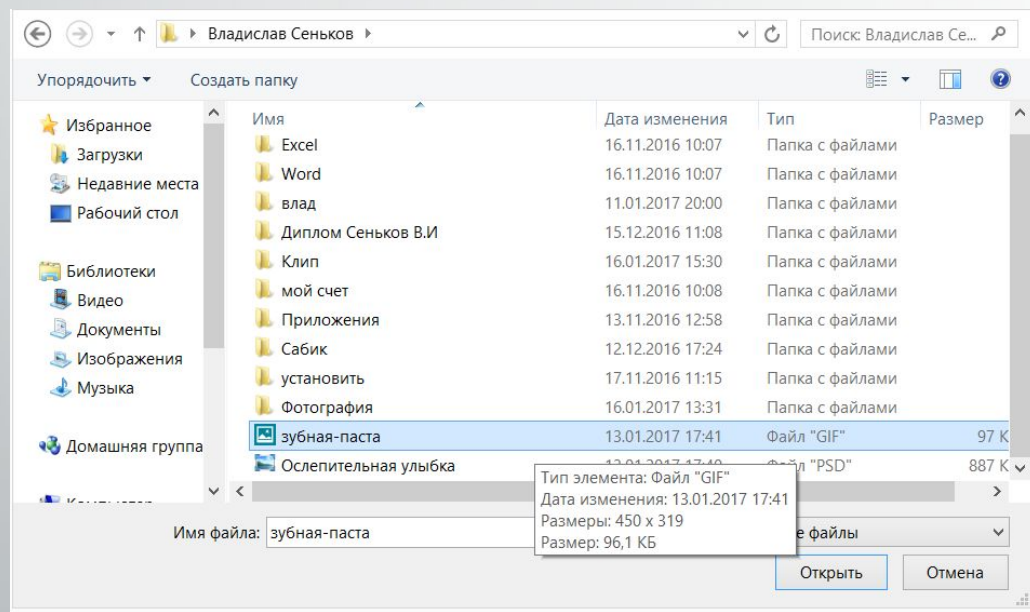 Владислав Сеньков
Поиск: Владислав Се...
Упорядочить
Создать папку
Избранное
Загрузки
Недавние места
Рабочий стол
Библиотеки
Видео
Документы
Изображения
Музыка
Домашняя группа
Имя Дата изменения Тип Размер
Excel 16.11.2016 10:07 Папка с файлами
Word 16.11.2016 10:07 Папка с файлами
влад 11.01.2017 20:00 Папка с файлами
Диплом Сеньков В.И 15.12.2016 11:08 Папка с файлами
Клип 16.01.2017 15:30 Папка с файлами
мой счет 16.11.2016 10:08 Папка с файлами
Приложения 13.11.2016 12:58 Папка с файлами
Сабик 12.12.2016 17:24 Папка с файлами
установить 17.11.2016 11:15 Папка с файлами
Фотография 16.01.2017 13:31 Папка с файлами
зубная-паста 13.01.2017 17:41 Файл "GIF" 97 К
Ослепительная улыбка "PSD" 887 К
Тип элемента: Файл "GIF"
Дата изменения: 13.01.2017 17:41
Размеры: 450 x 319
Размер: 96,1 КБ
Имя файла: зубная-паста
файлы
Открыть
Отмена